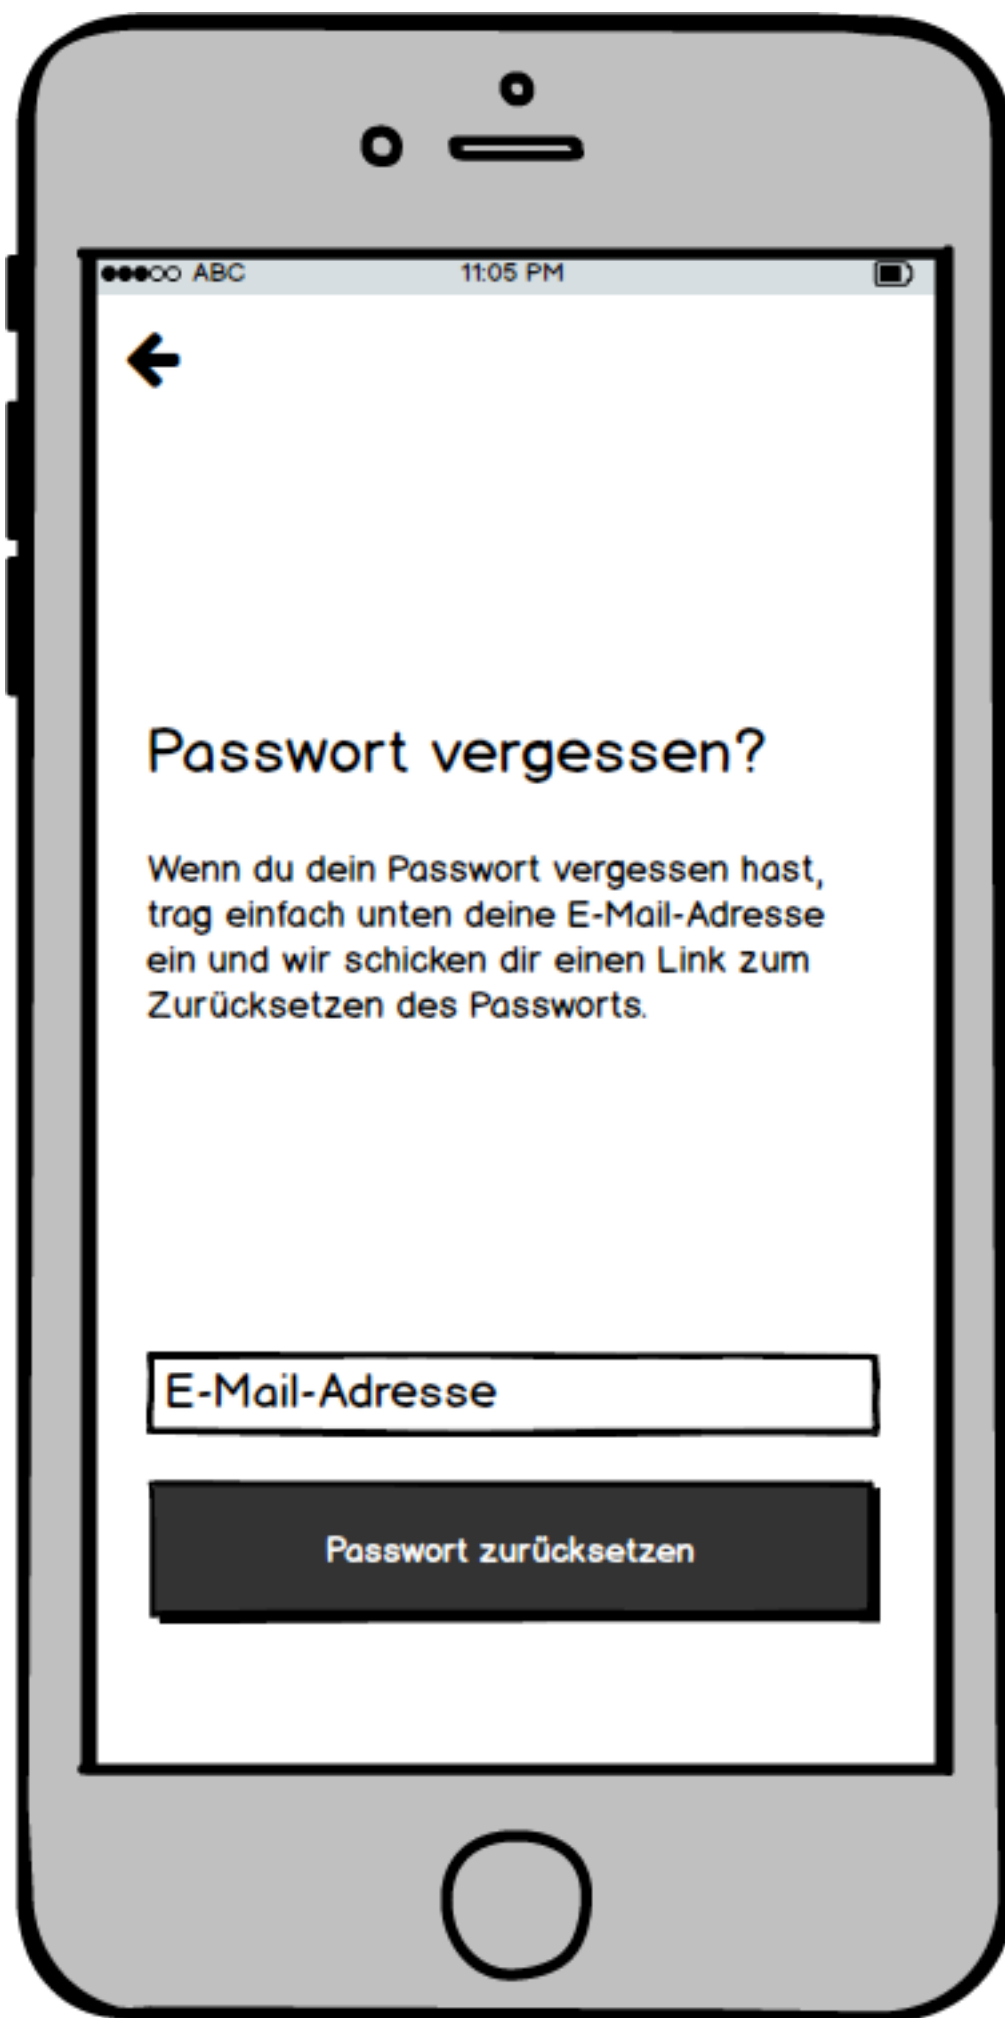 ABC 11:05 PM
Passwort vergessen?
Wenn du dein Passwort vergessen hast,
trag einfach unten deine E-Mail-Adresse
ein und wir schicken dir einen Link zum
Zurücksetzen des Passworts.
E-Mail-Adresse
Passwort zurücksetzen